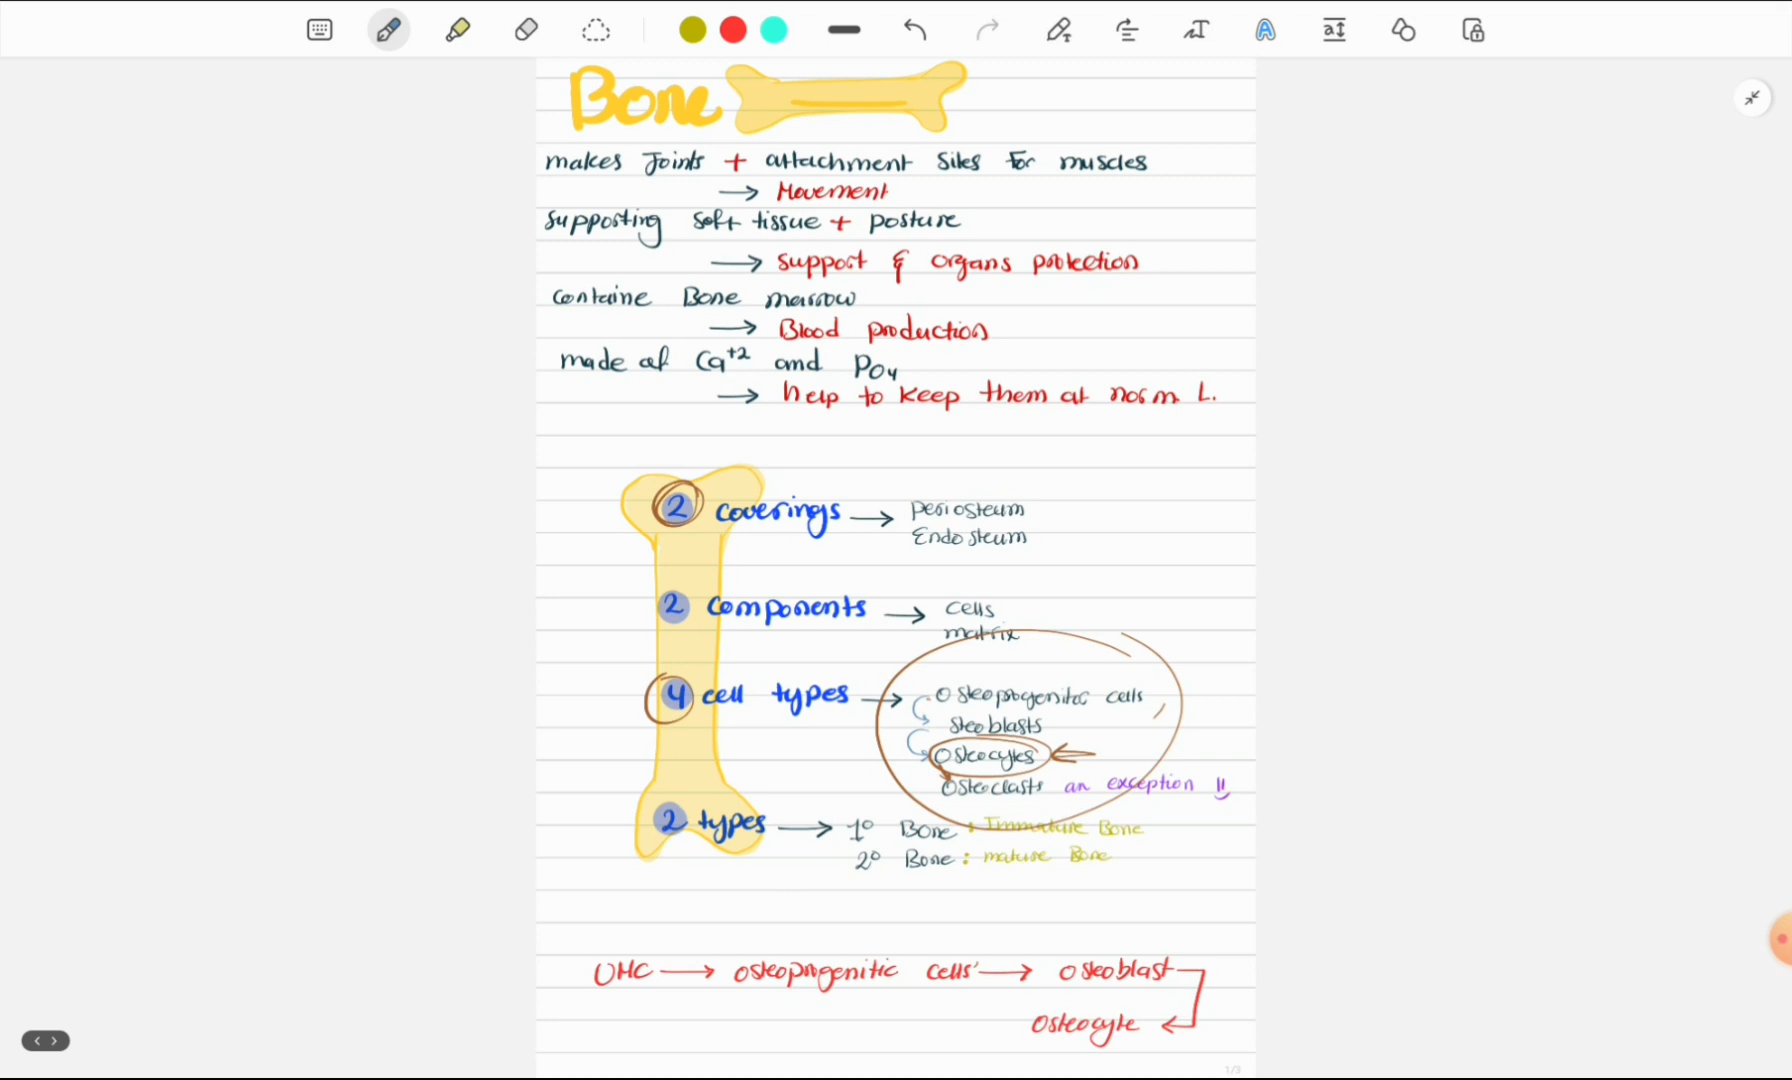 Bone
makes Joints + attachment sites for muscles
→ Movement
supporting soft tissue + posture
→ support & organs protection
containe Bone marrow
→ Blood production
made of Ca+2 and PO4
→ help to keep them at norm L.
2 coverings → periosteum
Endosteum
2 components → cells
matrix
4 cell types → Osteoprogenitor cells
steoblasts
Osteocytes
Osteoclasts an exception !!
2 types → 1° Bone : Immature Bone
2° Bone : mature Bone
UMC → osteoprogenitic cells → osteoblast
Osteocyte
1/3